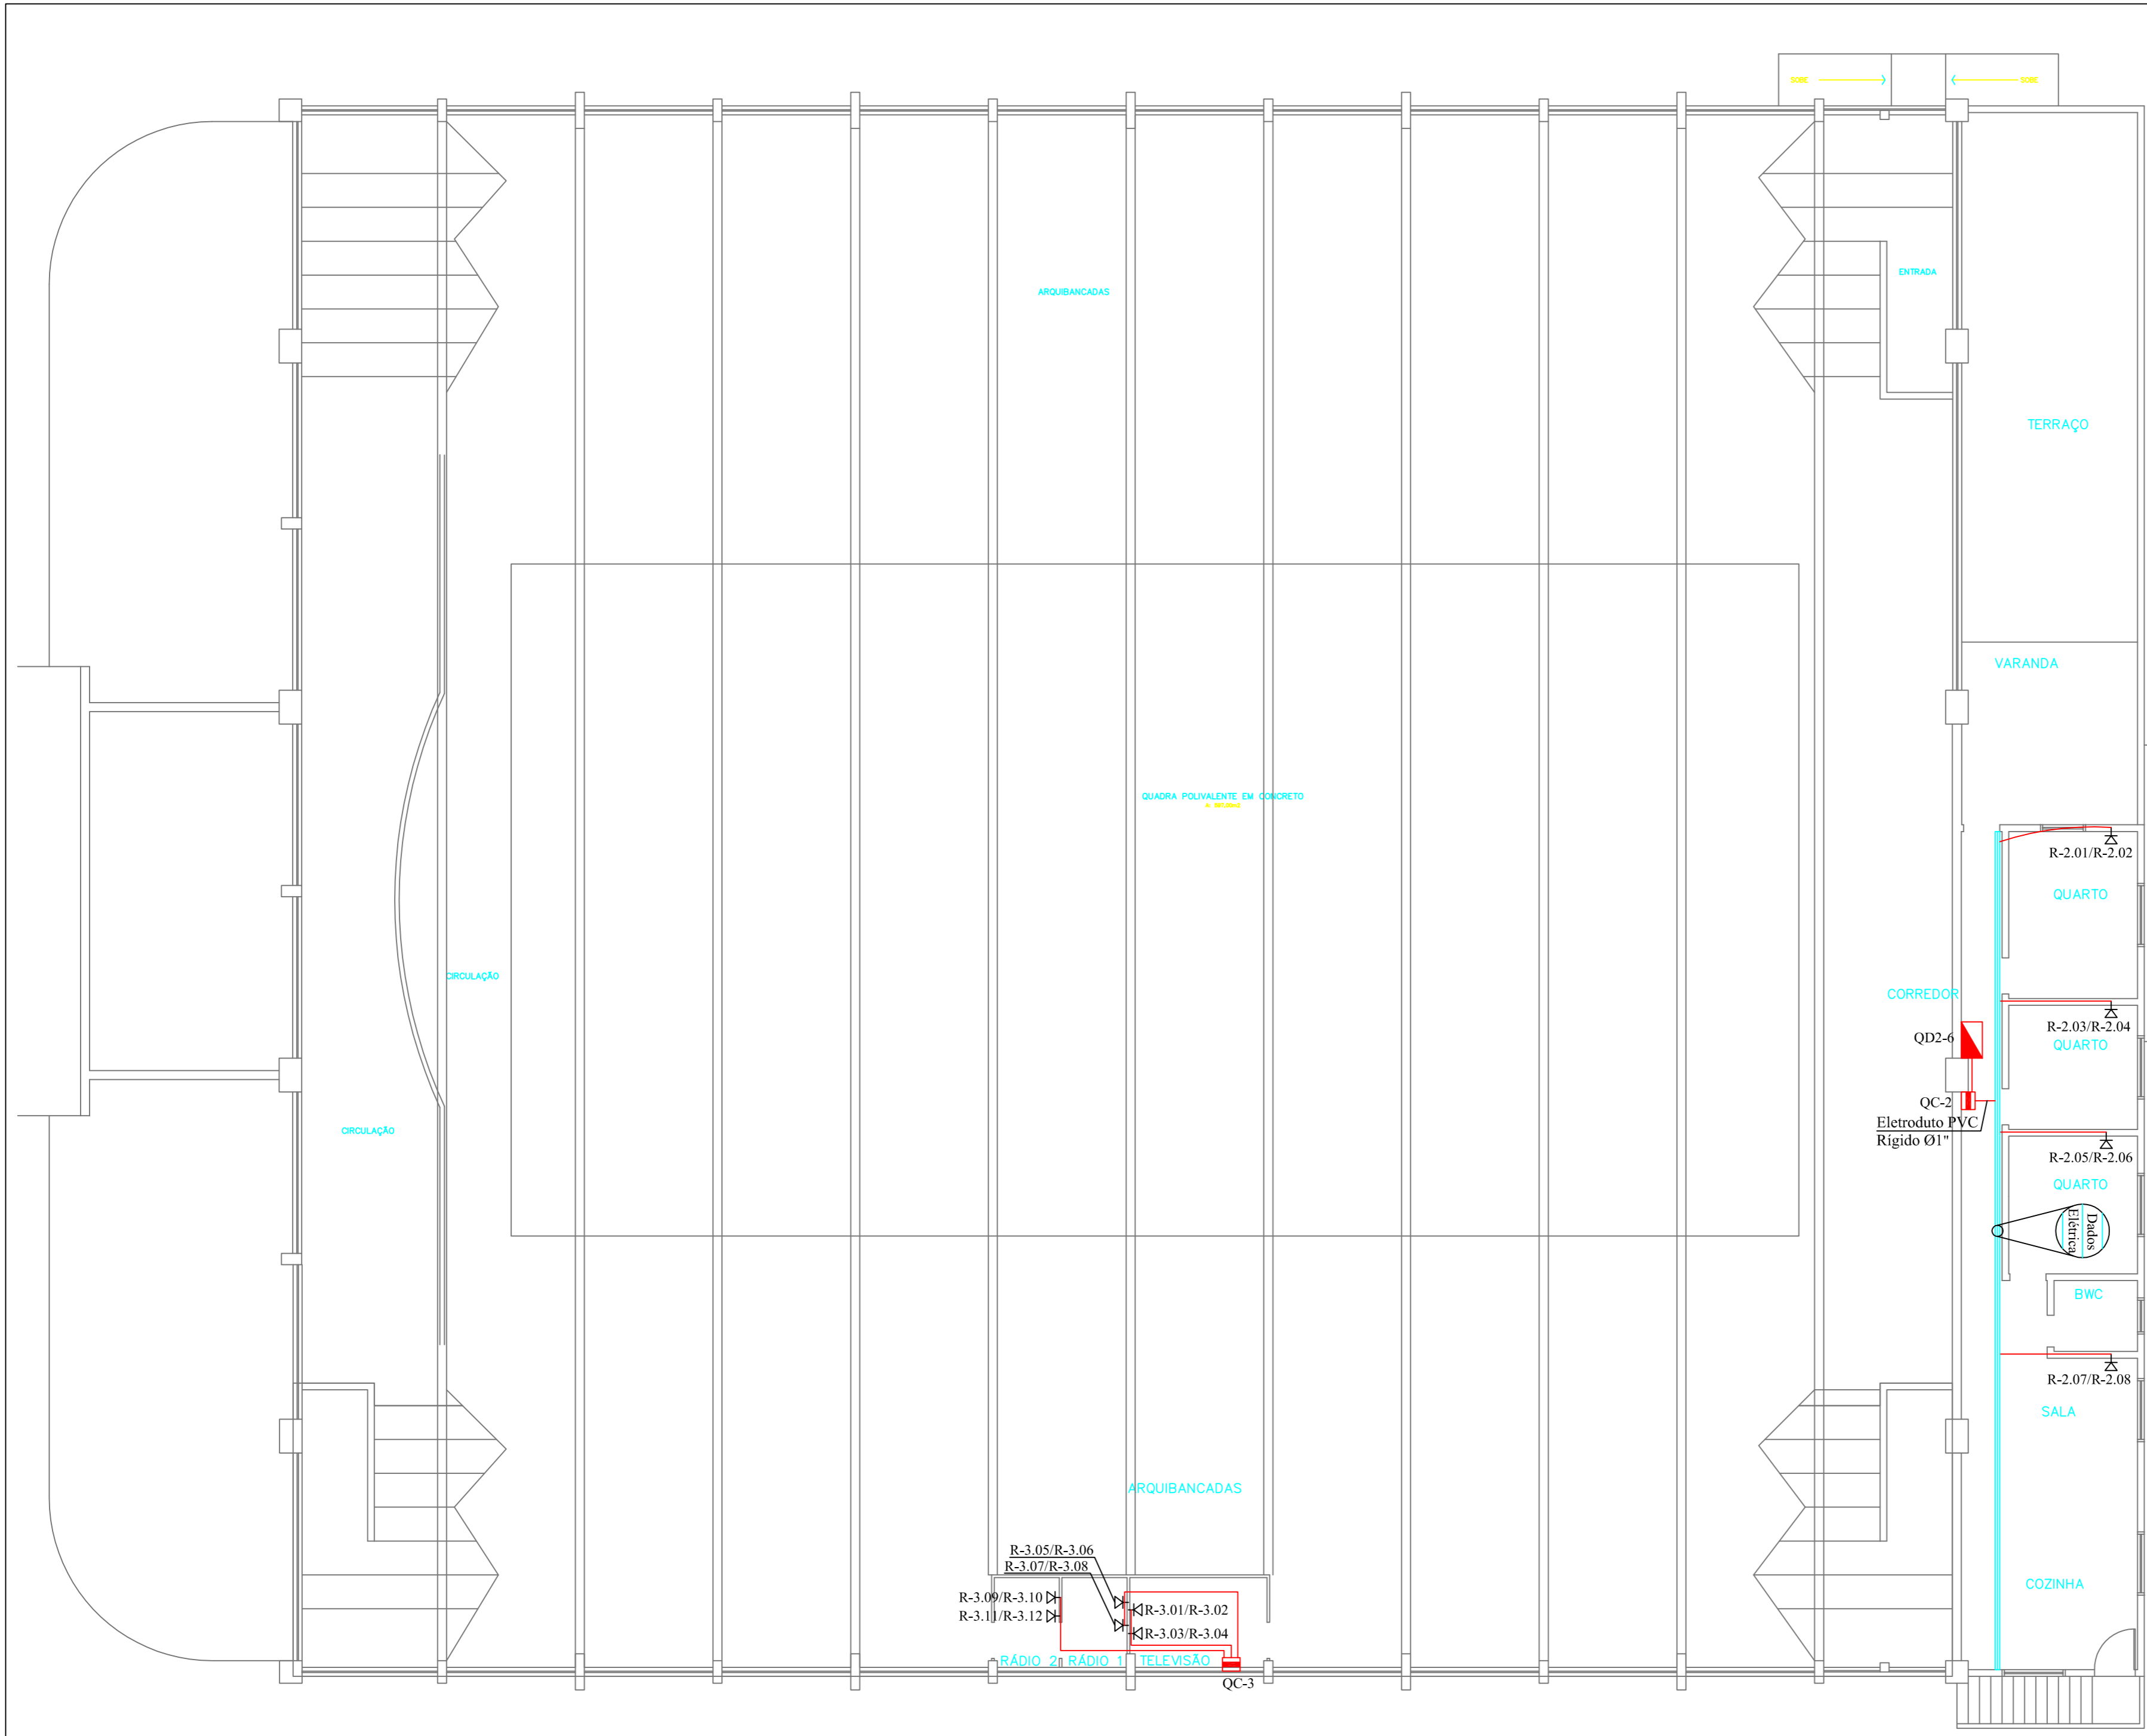 SOBE
SOBE
ENTRADA
ARQUIBANCADAS
TERRAÇO
VARANDA
QUADRA POLIVALENTE EM CONCRETO
R-2.01/R-2.02
QUARTO
CIRCULAÇÃO
CORREDOR
R-2.03/R-2.04
QD2-6
QUARTO
QC-2
Eletroduto PVC
Rígido Ø1"
CIRCULAÇÃO
R-2.05/R-2.06
QUARTO
Dados
Elétrica
BWC
R-2.07/R-2.08
SALA
ARQUIBANCADAS
R-3.05/R-3.06
R-3.07/R-3.08
COZINHA
R-3.09/R-3.10
R-3.01/R-3.02
R-3.11/R-3.12
R-3.03/R-3.04
RÁDIO 2
RÁDIO 1
TELEVISÃO
QC-3